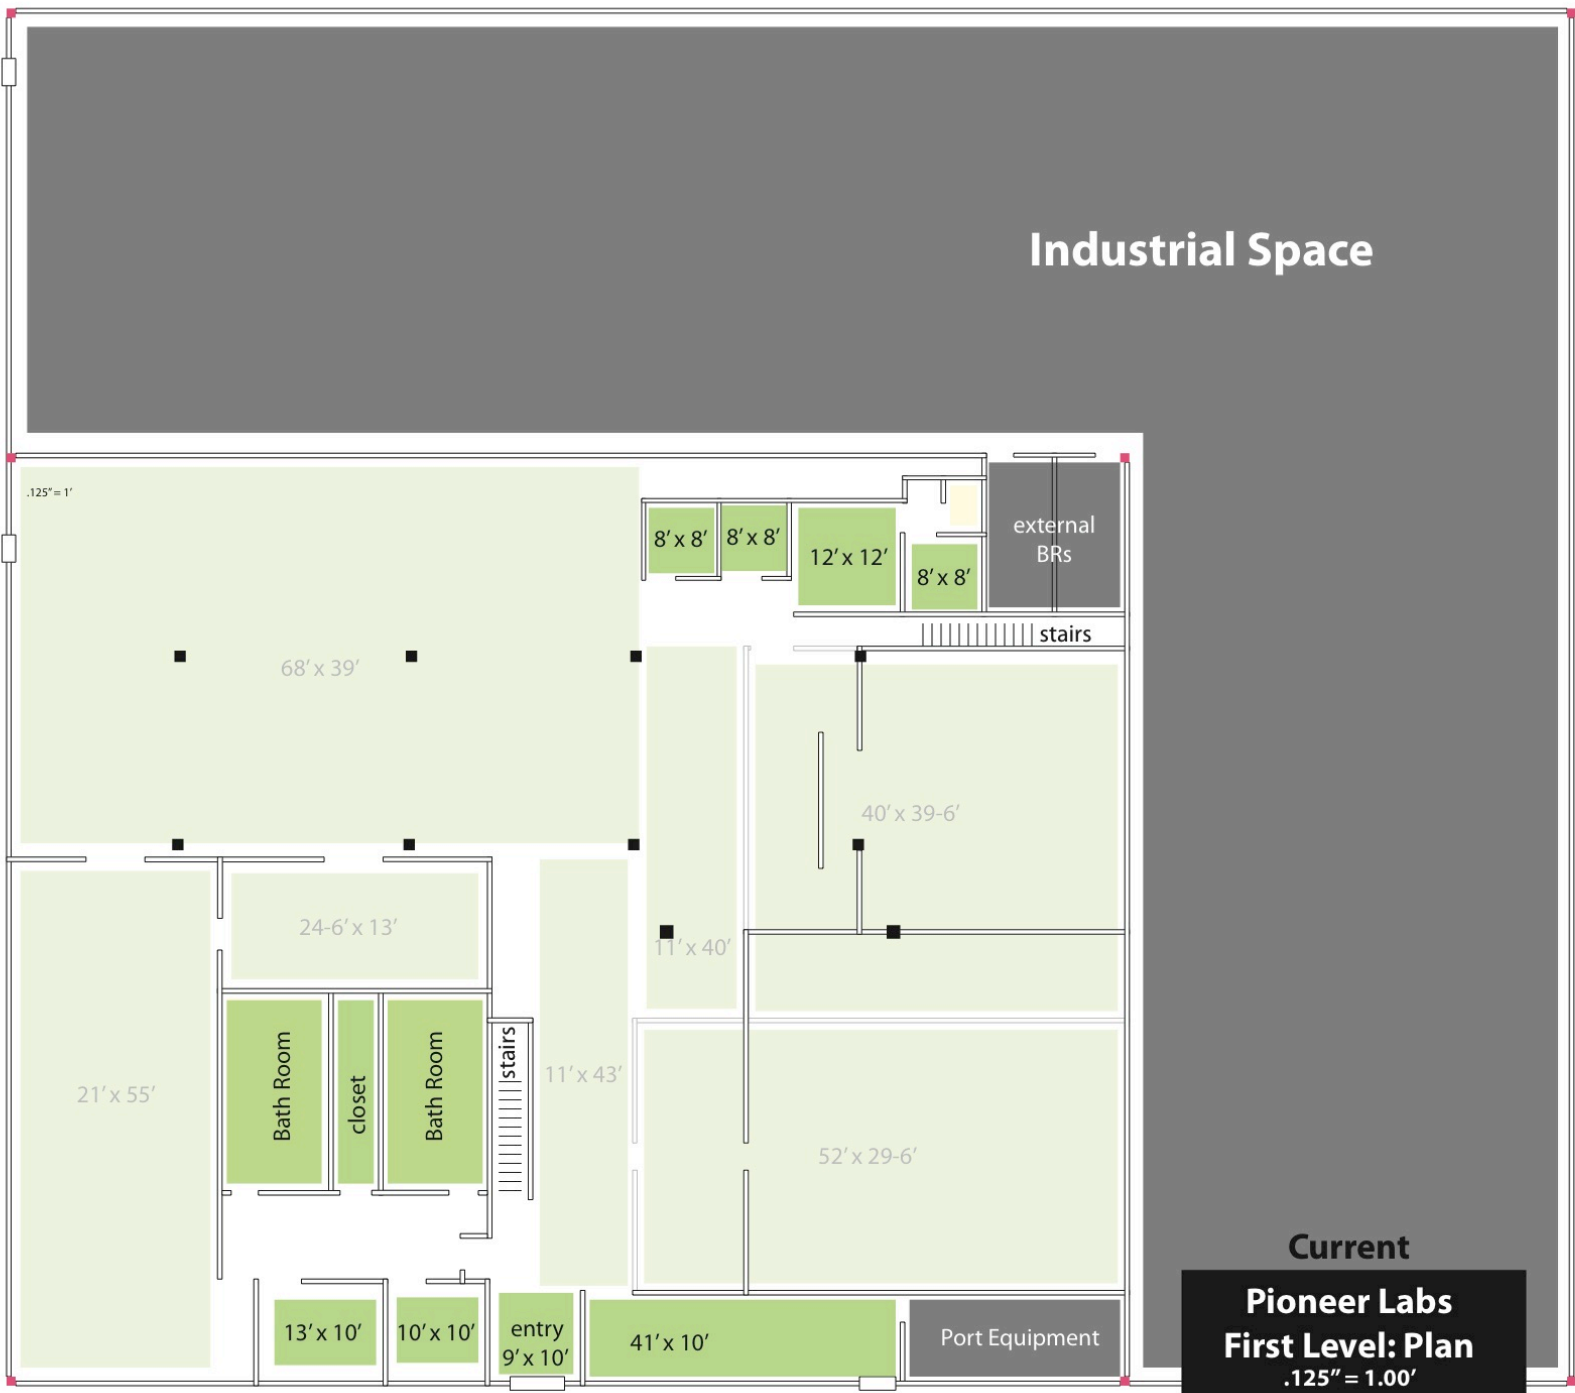 Industrial Space
.125” = 1’
8’ x 8’
8’ x 8’
12’ x 12’
8’ x 8’
external
BRs
stairs
68’ x 39’
40’ x 39-6’
24-6’ x 13’
11’ x 40’
21’ x 55’
Bath Room
closet
Bath Room
stairs
11’ x 43’
52’ x 29-6’
13’ x 10’
10’ x 10’
entry
9’ x 10’
41’ x 10’
Port Equipment
Current
Pioneer Labs
First Level: Plan
.125” = 1.00’